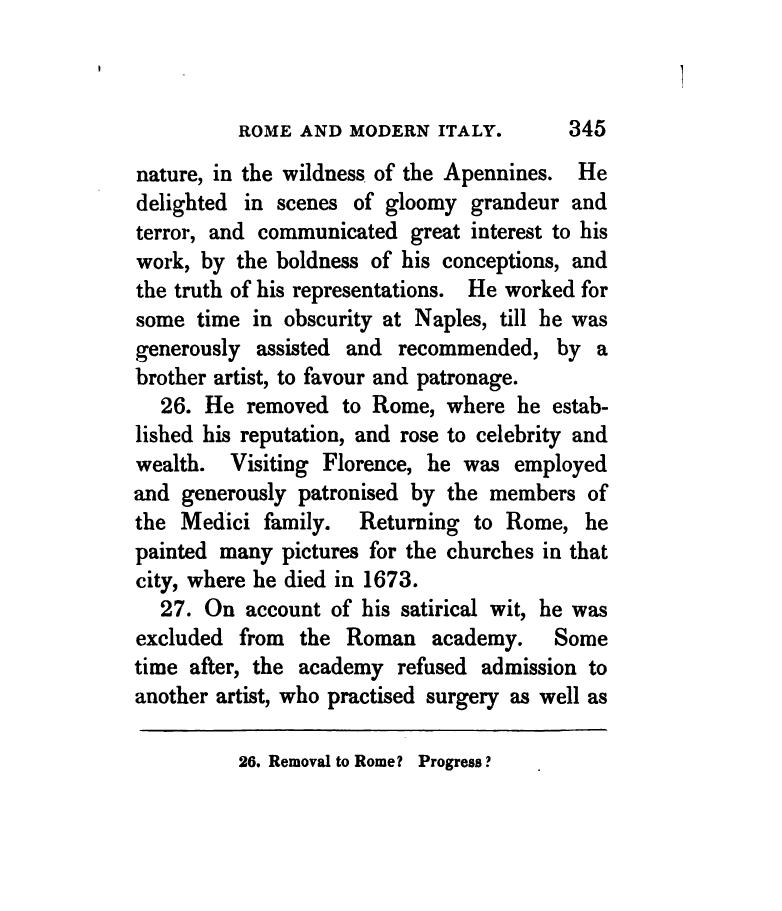 ROME AND MODERN ITALY. 345
nature, in the wildness of the Apennines. He
delighted in scenes of gloomy grandeur and
terror, and communicated great interest to his
work, by the boldness of his conceptions, and
the truth of his representations. He worked for
some time in obscurity at Naples, till he was
generously assisted and recommended, by a
brother artist, to favour and patronage.
26. He removed to Rome, where he estab-
lished his reputation, and rose to celebrity and
wealth. Visiting Florence, he was employed
and generously patronised by the members of
the Medici family. Returning to Rome, he
painted many pictures for the churches in that
city, where he died in 1673.
27. On account of his satirical wit, he was
excluded from the Roman academy. Some
time after, the academy refused admission to
another artist, who practised surgery as well as
26. Removal to Rome? Progress?